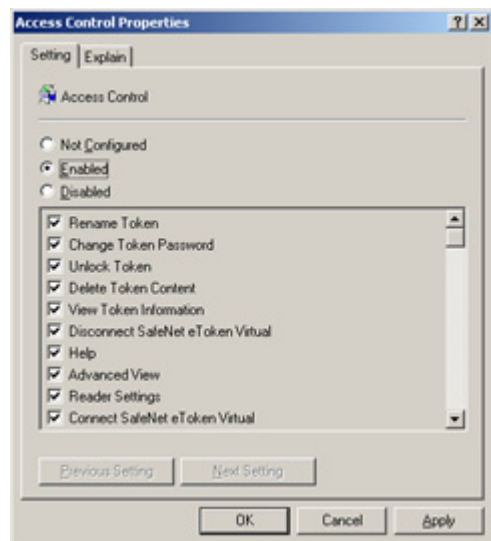 Access Control Properties
Setting
Explain
Access Control
Not Configured
Enabled
Disabled
Rename Token
Change Token Password
Unlock Token
Delete Token Content
View Token Information
Disconnect SafeNet eToken Virtual
Help
Advanced View
Reader Settings
Connect SafeNet eToken Virtual
Previous Setting
Next Setting
OK
Cancel
Apply